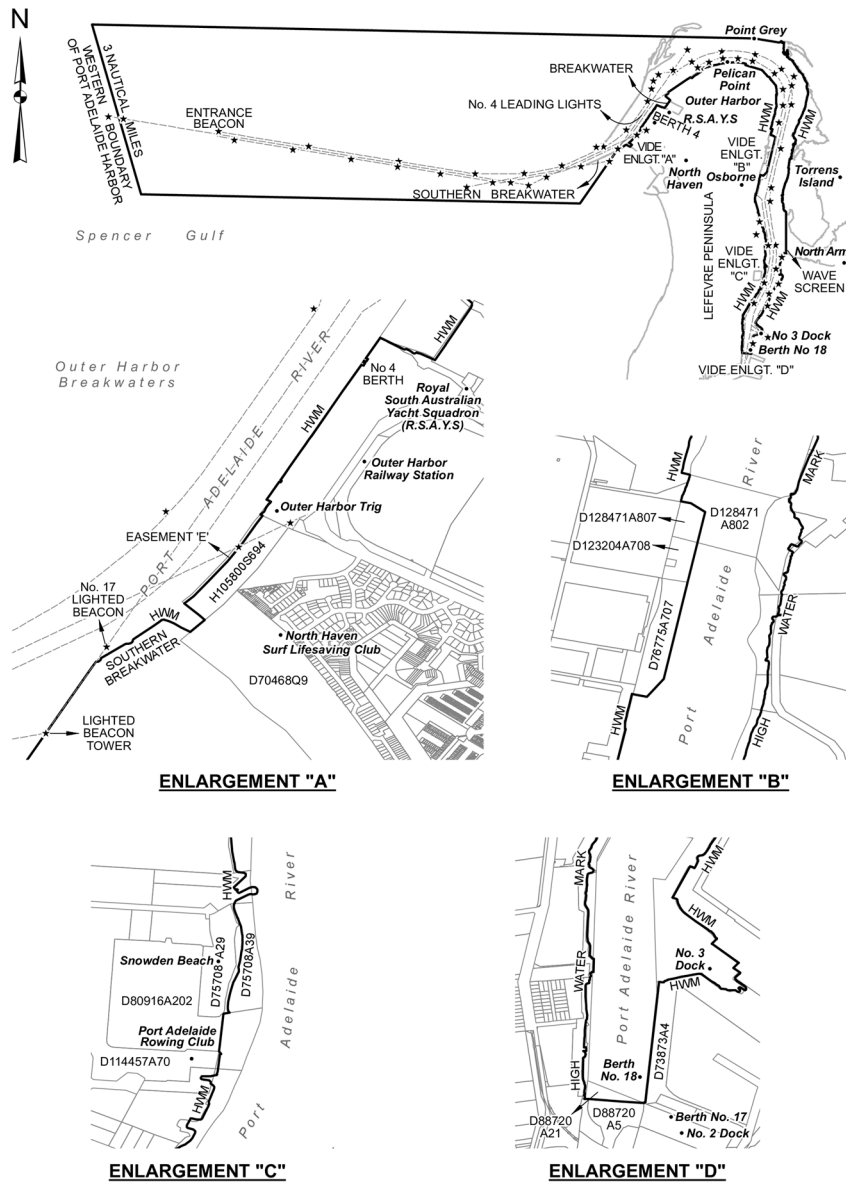 N
3 NAUTICAL MILES
WESTERN BOUNDARY
OF PORT ADELAIDE HARBOR
ENTRANCE
BEACON
Spencer Gulf
SOUTHERN BREAKWATER
BREAKWATER
No. 4 LEADING LIGHTS
Point Grey
Pelican
Point
Outer Harbor
R.S.A.Y.S
BERTH 4
VIDE
ENLGT. "A"
North
Haven
HWM
HWM
VIDE
ENLGT.
"B"
Osborne
Torrens
Island
LEFEVRE PENINSULA
VIDE
ENLGT.
"C"
North Arm
WAVE
SCREEN
HWM
HWM
No 3 Dock
Berth No 18
VIDE ENLGT. "D"
Outer Harbor
Breakwaters
HWM
No 4
BERTH
Royal
South Australian
Yacht Squadron
(R.S.A.Y.S)
HWM
PORT ADELAIDE RIVER
Outer Harbor
Railway Station
Outer Harbor Trig
EASEMENT 'E'
H105800S694
No. 17
LIGHTED
BEACON
HWM
SOUTHERN
BREAKWATER
North Haven
Surf Lifesaving Club
D70468Q9
LIGHTED
BEACON
TOWER
ENLARGEMENT "A"
HWM
River
MARK
D128471A807
D128471
A802
D123204A708
Adelaide
WATER
D76775A707
HWM
Port
HIGH
ENLARGEMENT "B"
HWM
River
Snowden Beach
D75708A29
D75708A39
D80916A202
Adelaide
Port Adelaide
Rowing Club
D114457A70
HWM
Port
ENLARGEMENT "C"
MARK
HWM
HWM
Port Adelaide River
No. 3
Dock
HWM
WATER
D73873A4
HIGH
Berth
No. 18
D88720
A21
D88720
A5
Berth No. 17
No. 2 Dock
ENLARGEMENT "D"